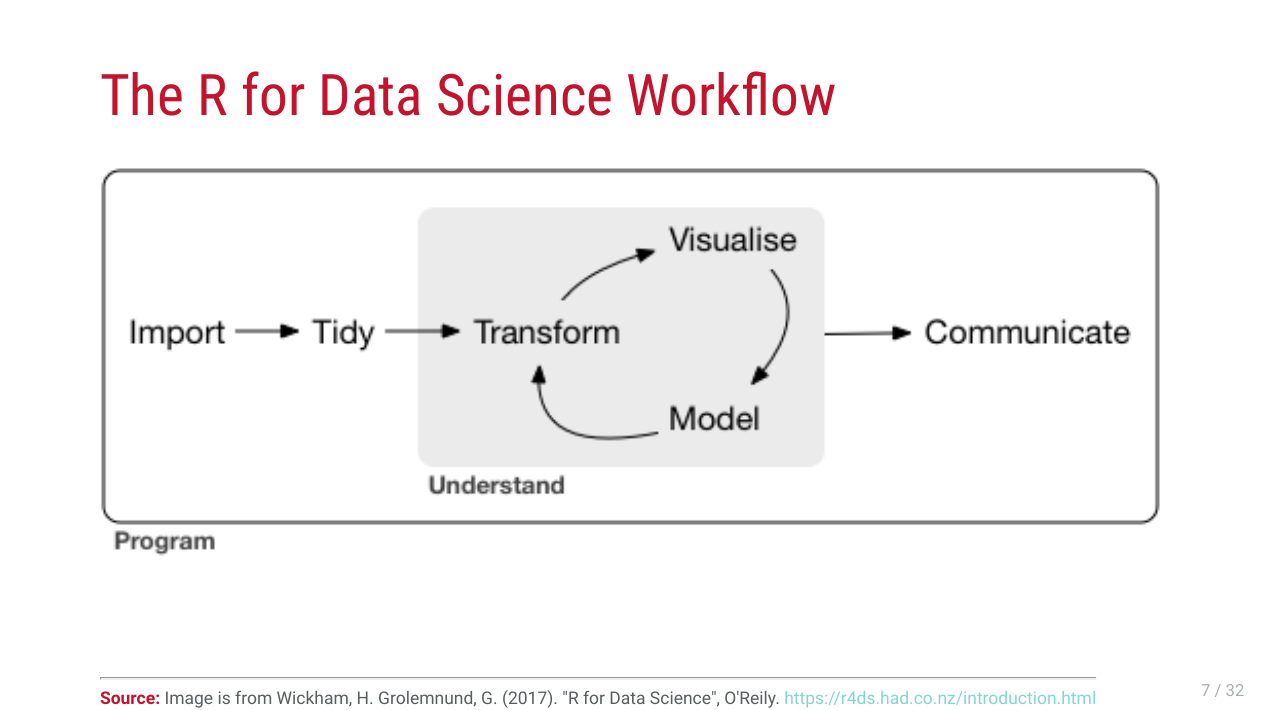 The R for Data Science Workflow
Visualise
Import Tidy Transform Communicate
Model
Understand
Program
Source: Image is from Wickham, H. Grolemnund, G. (2017). "R for Data Science", O'Reily. https://r4ds.had.co.nz/introduction.html
7 / 32